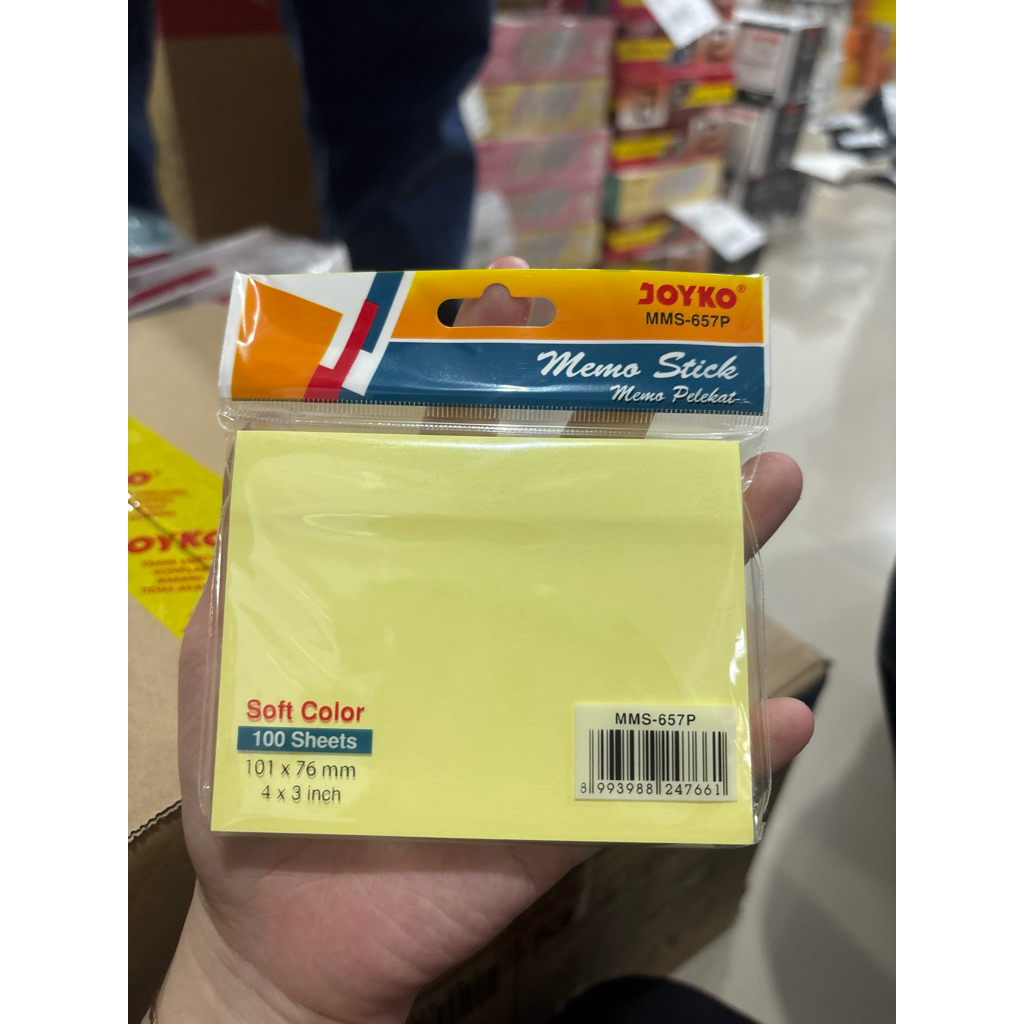 JOYKO®
MMS-657P
Memo Stick
Memo Pelekat
Soft Color
100 Sheets
101 x 76 mm
4 x 3 inch
MMS-657P
8 993988 247661
JOYKO